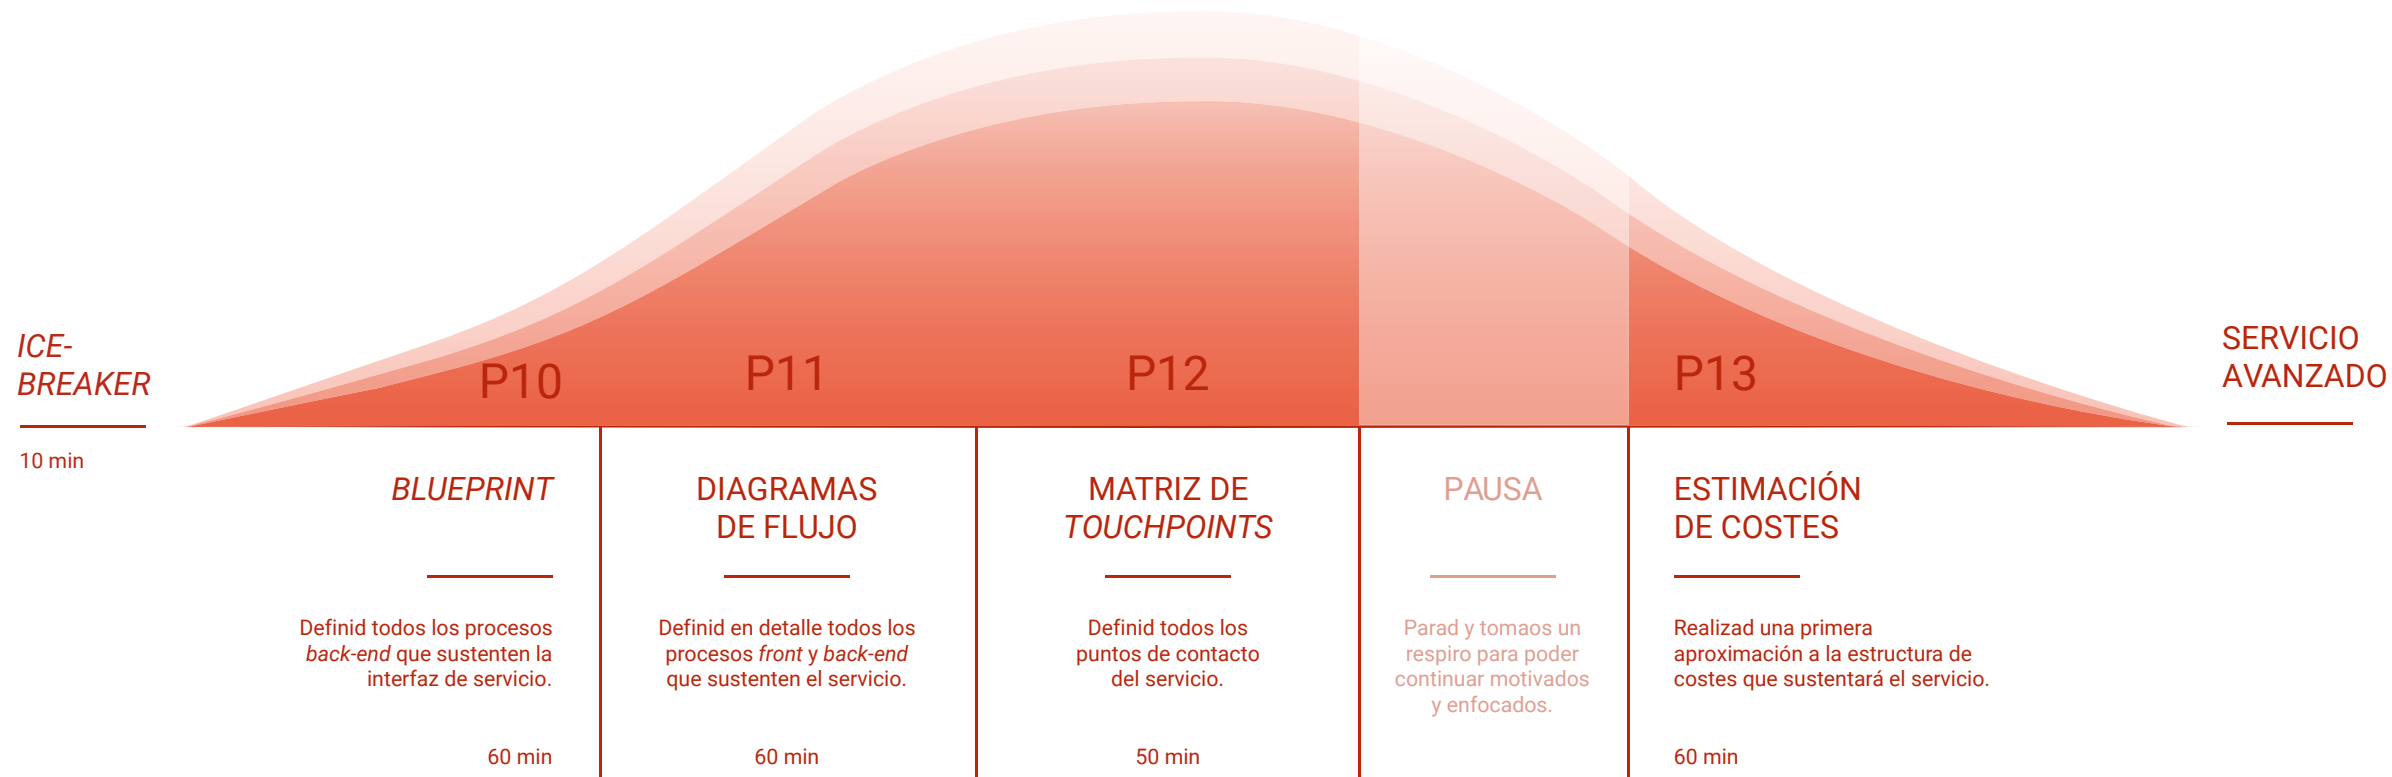 ICE-
BREAKER
10 min
P10
BLUEPRINT
Definid todos los procesos
back-end que sustenten la
interfaz de servicio.
60 min
P11
DIAGRAMAS
DE FLUJO
Definid en detalle todos los
procesos front y back-end
que sustenten el servicio.
60 min
P12
MATRIZ DE
TOUCHPOINTS
Definid todos los
puntos de contacto
del servicio.
50 min
PAUSA
Parad y tomaos un
respiro para poder
continuar motivados
y enfocados.
P13
ESTIMACIÓN
DE COSTES
Realizad una primera
aproximación a la estructura de
costes que sustentará el servicio.
60 min
SERVICIO
AVANZADO